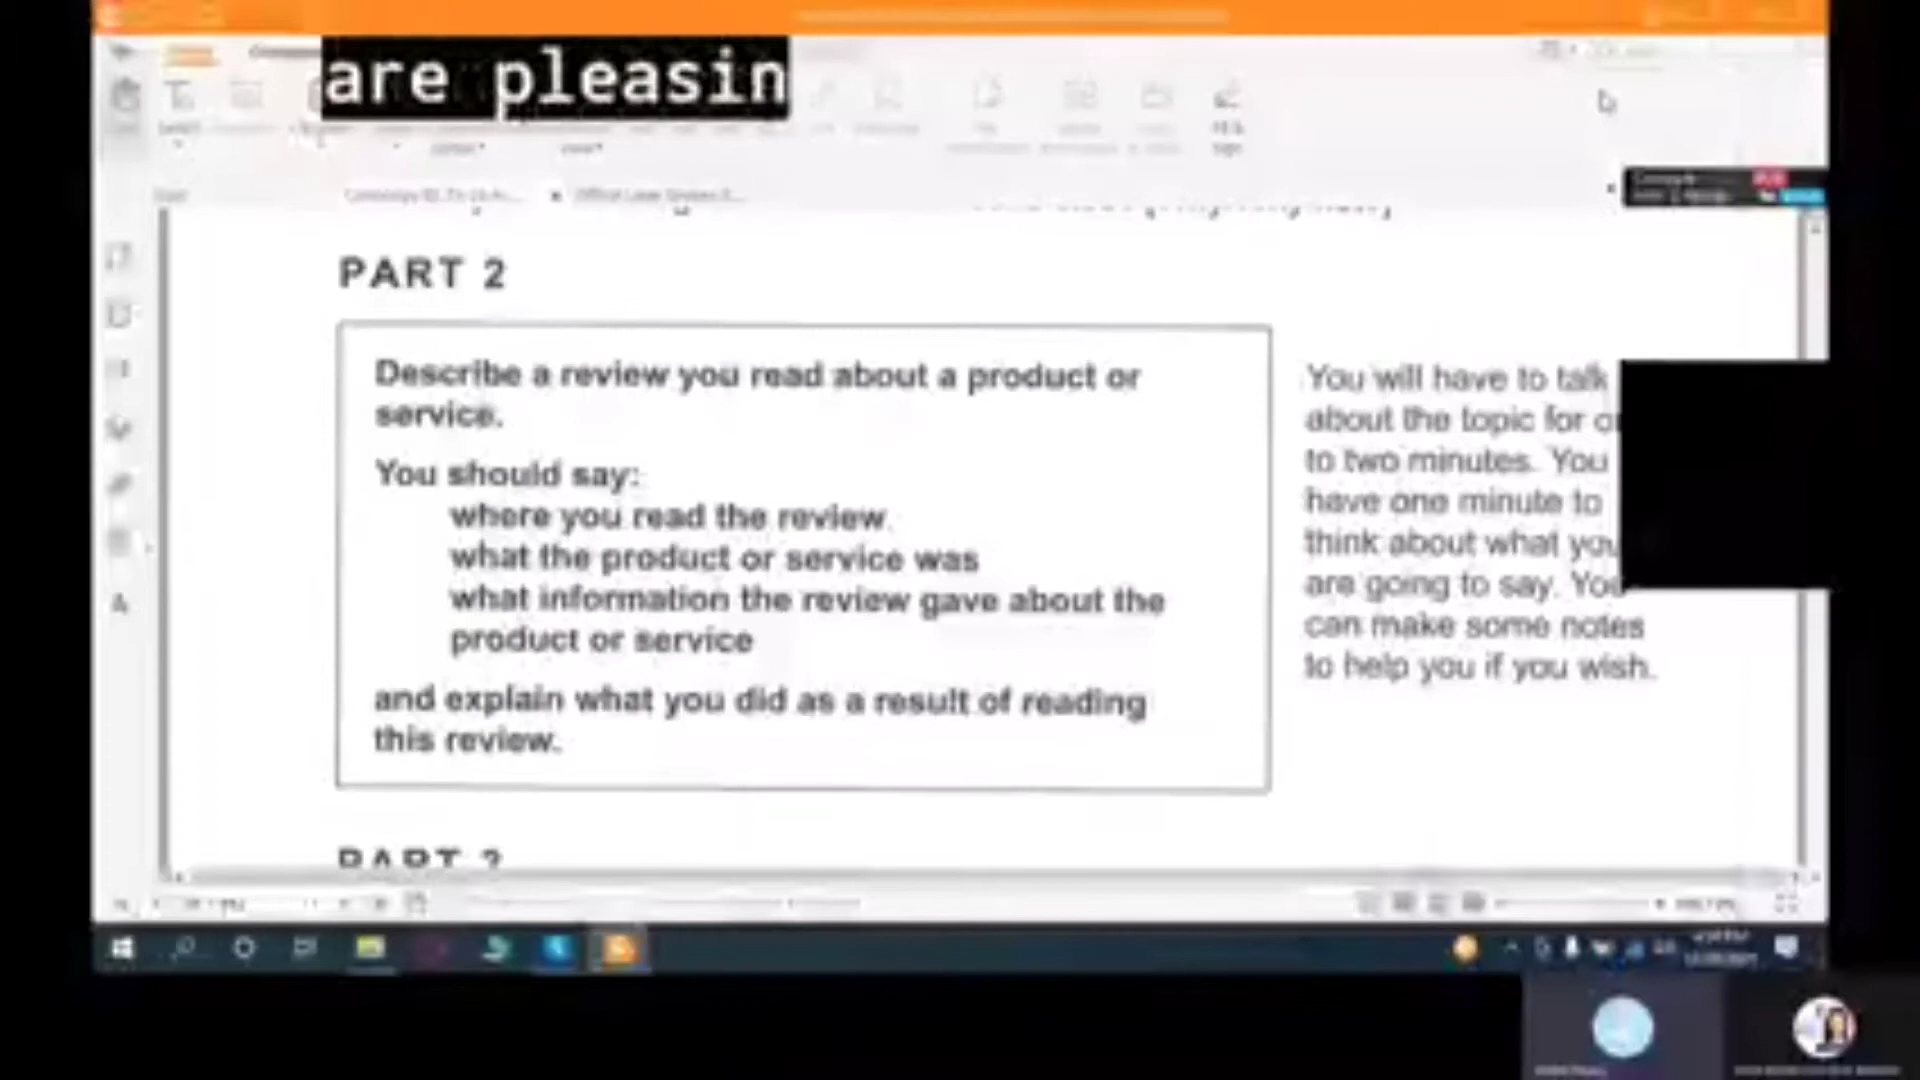 are pleasin
PART 2
Describe a review you read about a product or
service.
You should say:
where you read the review
what the product or service was
what information the review gave about the
product or service
and explain what you did as a result of reading
this review.
You will have to talk
about the topic for
to two minutes. You
have one minute to
think about what you
are going to say. You
can make some notes
to help you if you wish.
PART 3